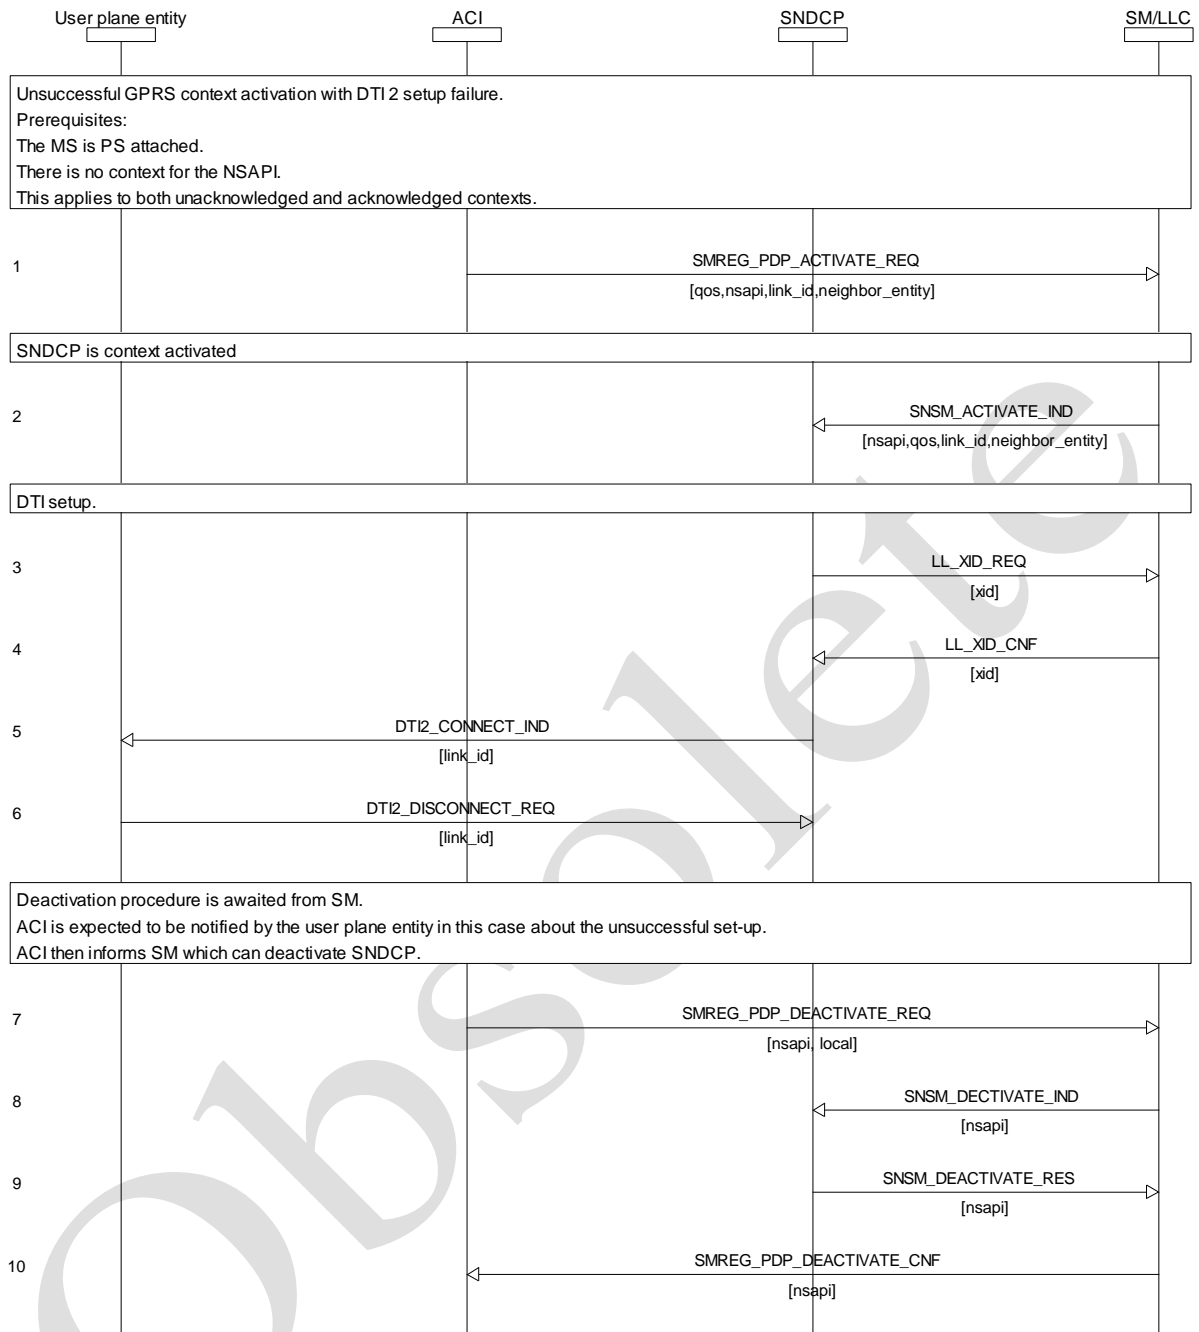 User plane entity ACI SNDCP SM/LLC
Unsuccessful GPRS context activation with DTI 2 setup failure.
Prerequisites:
The MS is PS attached.
There is no context for the NSAPI.
This applies to both unacknowledged and acknowledged contexts.
1 SMREG_PDP_ACTIVATE_REQ
[qos,nsapi,link_id,neighbor_entity]
SNDCP is context activated
2 SNSM_ACTIVATE_IND
[nsapi,qos,link_id,neighbor_entity]
DTI setup.
3 LL_XID_REQ
[xid]
4 LL_XID_CNF
[xid]
5 DTI2_CONNECT_IND
[link_id]
6 DTI2_DISCONNECT_REQ
[link_id]
Deactivation procedure is awaited from SM.
ACI is expected to be notified by the user plane entity in this case about the unsuccessful set-up.
ACI then informs SM which can deactivate SNDCP.
7 SMREG_PDP_DEACTIVATE_REQ
[nsapi, local]
8 SNSM_DECTIVATE_IND
[nsapi]
9 SNSM_DEACTIVATE_RES
[nsapi]
10 SMREG_PDP_DEACTIVATE_CNF
[nsapi]
Obsolete